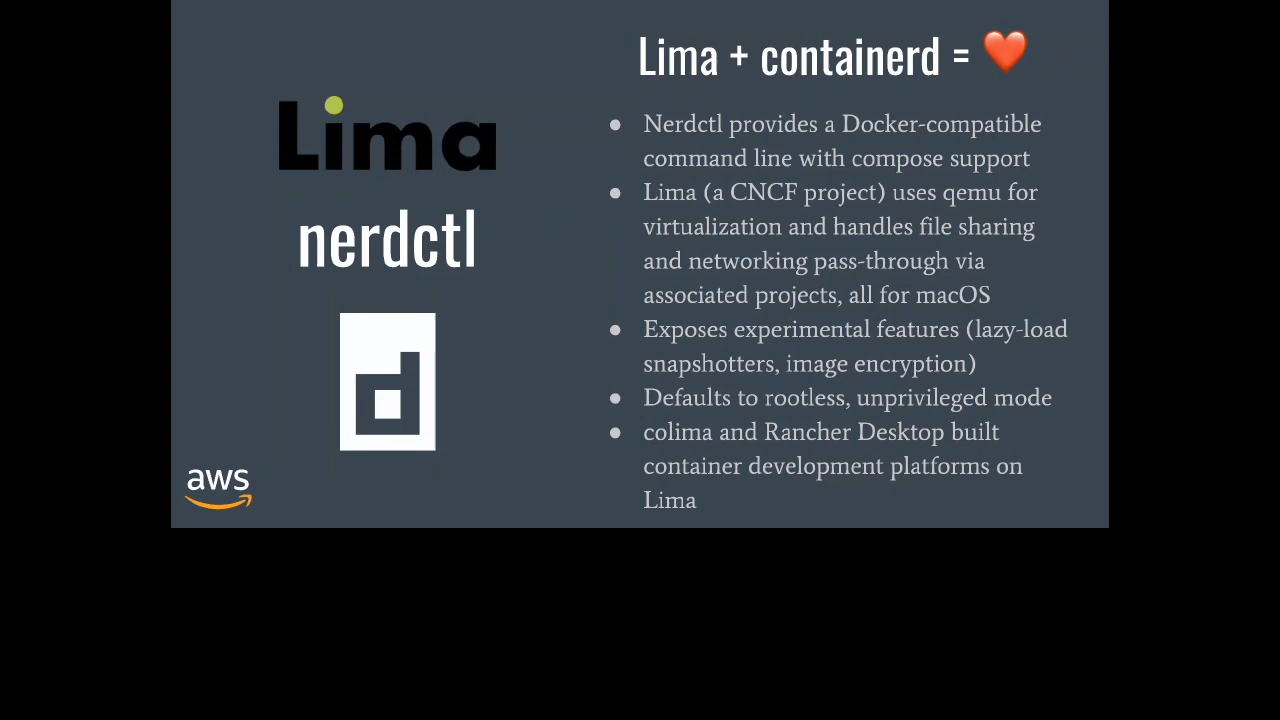 Lima + containerd = ❤️
Lima
nerdctl
aws
● Nerdctl provides a Docker-compatible
command line with compose support
● Lima (a CNCF project) uses qemu for
virtualization and handles file sharing
and networking pass-through via
associated projects, all for macOS
● Exposes experimental features (lazy-load
snapshotters, image encryption)
● Defaults to rootless, unprivileged mode
● colima and Rancher Desktop built
container development platforms on
Lima